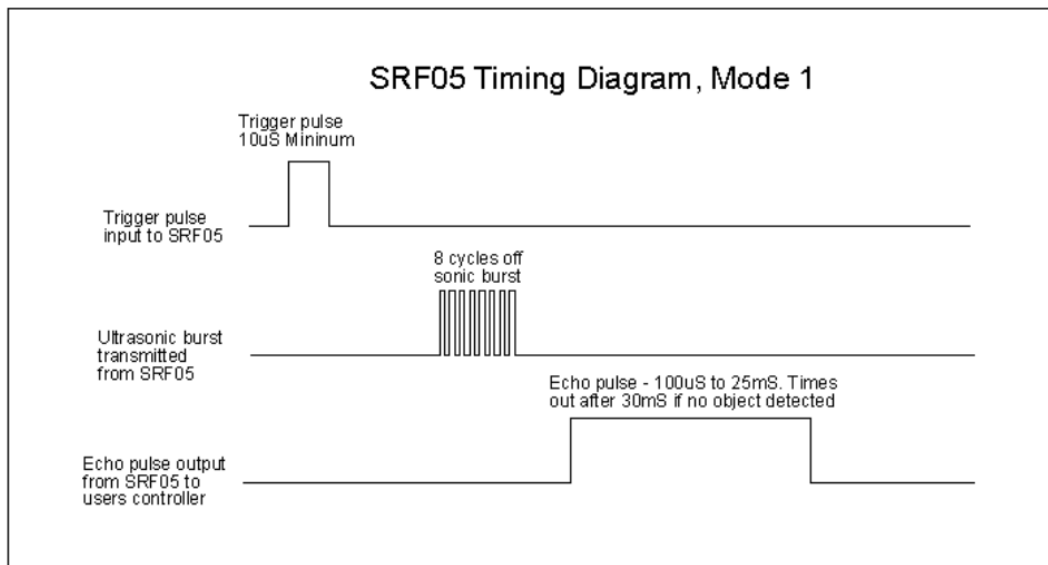 SRF05 Timing Diagram, Mode 1
Trigger pulse
10uS Mininum
Trigger pulse
input to SRF05
8 cycles off
sonic burst
Ultrasonic burst
transmitted
from SRF05
Echo pulse - 100uS to 25mS. Times
out after 30mS if no object detected
Echo pulse output
from SRF05 to
users controller